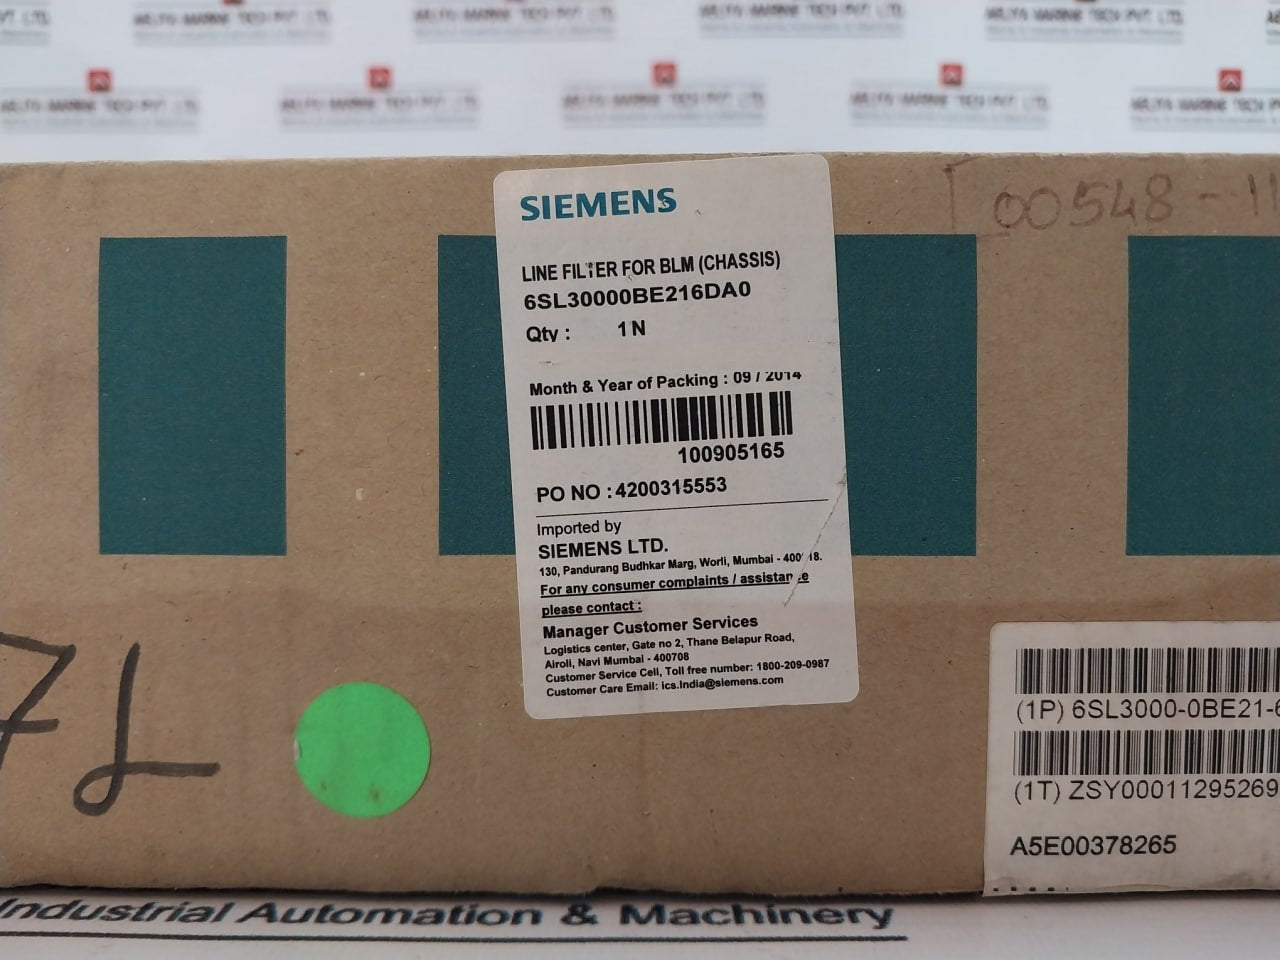 00548-11
SIEMENS
LINE FILTER FOR BLM (CHASSIS)
6SL30000BE216DA0
Qty : 1 N
Month & Year of Packing : 09 / 2014
100905165
PO NO : 4200315553
Imported by
SIEMENS LTD.
130, Pandurang Budhkar Marg, Worli, Mumbai -
For any consumer complaints / assistance
please contact :
Manager Customer Services
Logistics center, Gate no 2, Thane Belapur Road,
Airoli, Navi Mumbai - 400708
Customer Service Cell, Toll free number: 1800-209-0987
Customer Care Email: ics.India@siemens.com
(1P) 6SL3000-0BE21-6
(1T) ZSY00011295269
A5E00378265
Industrial Automation & Machinery